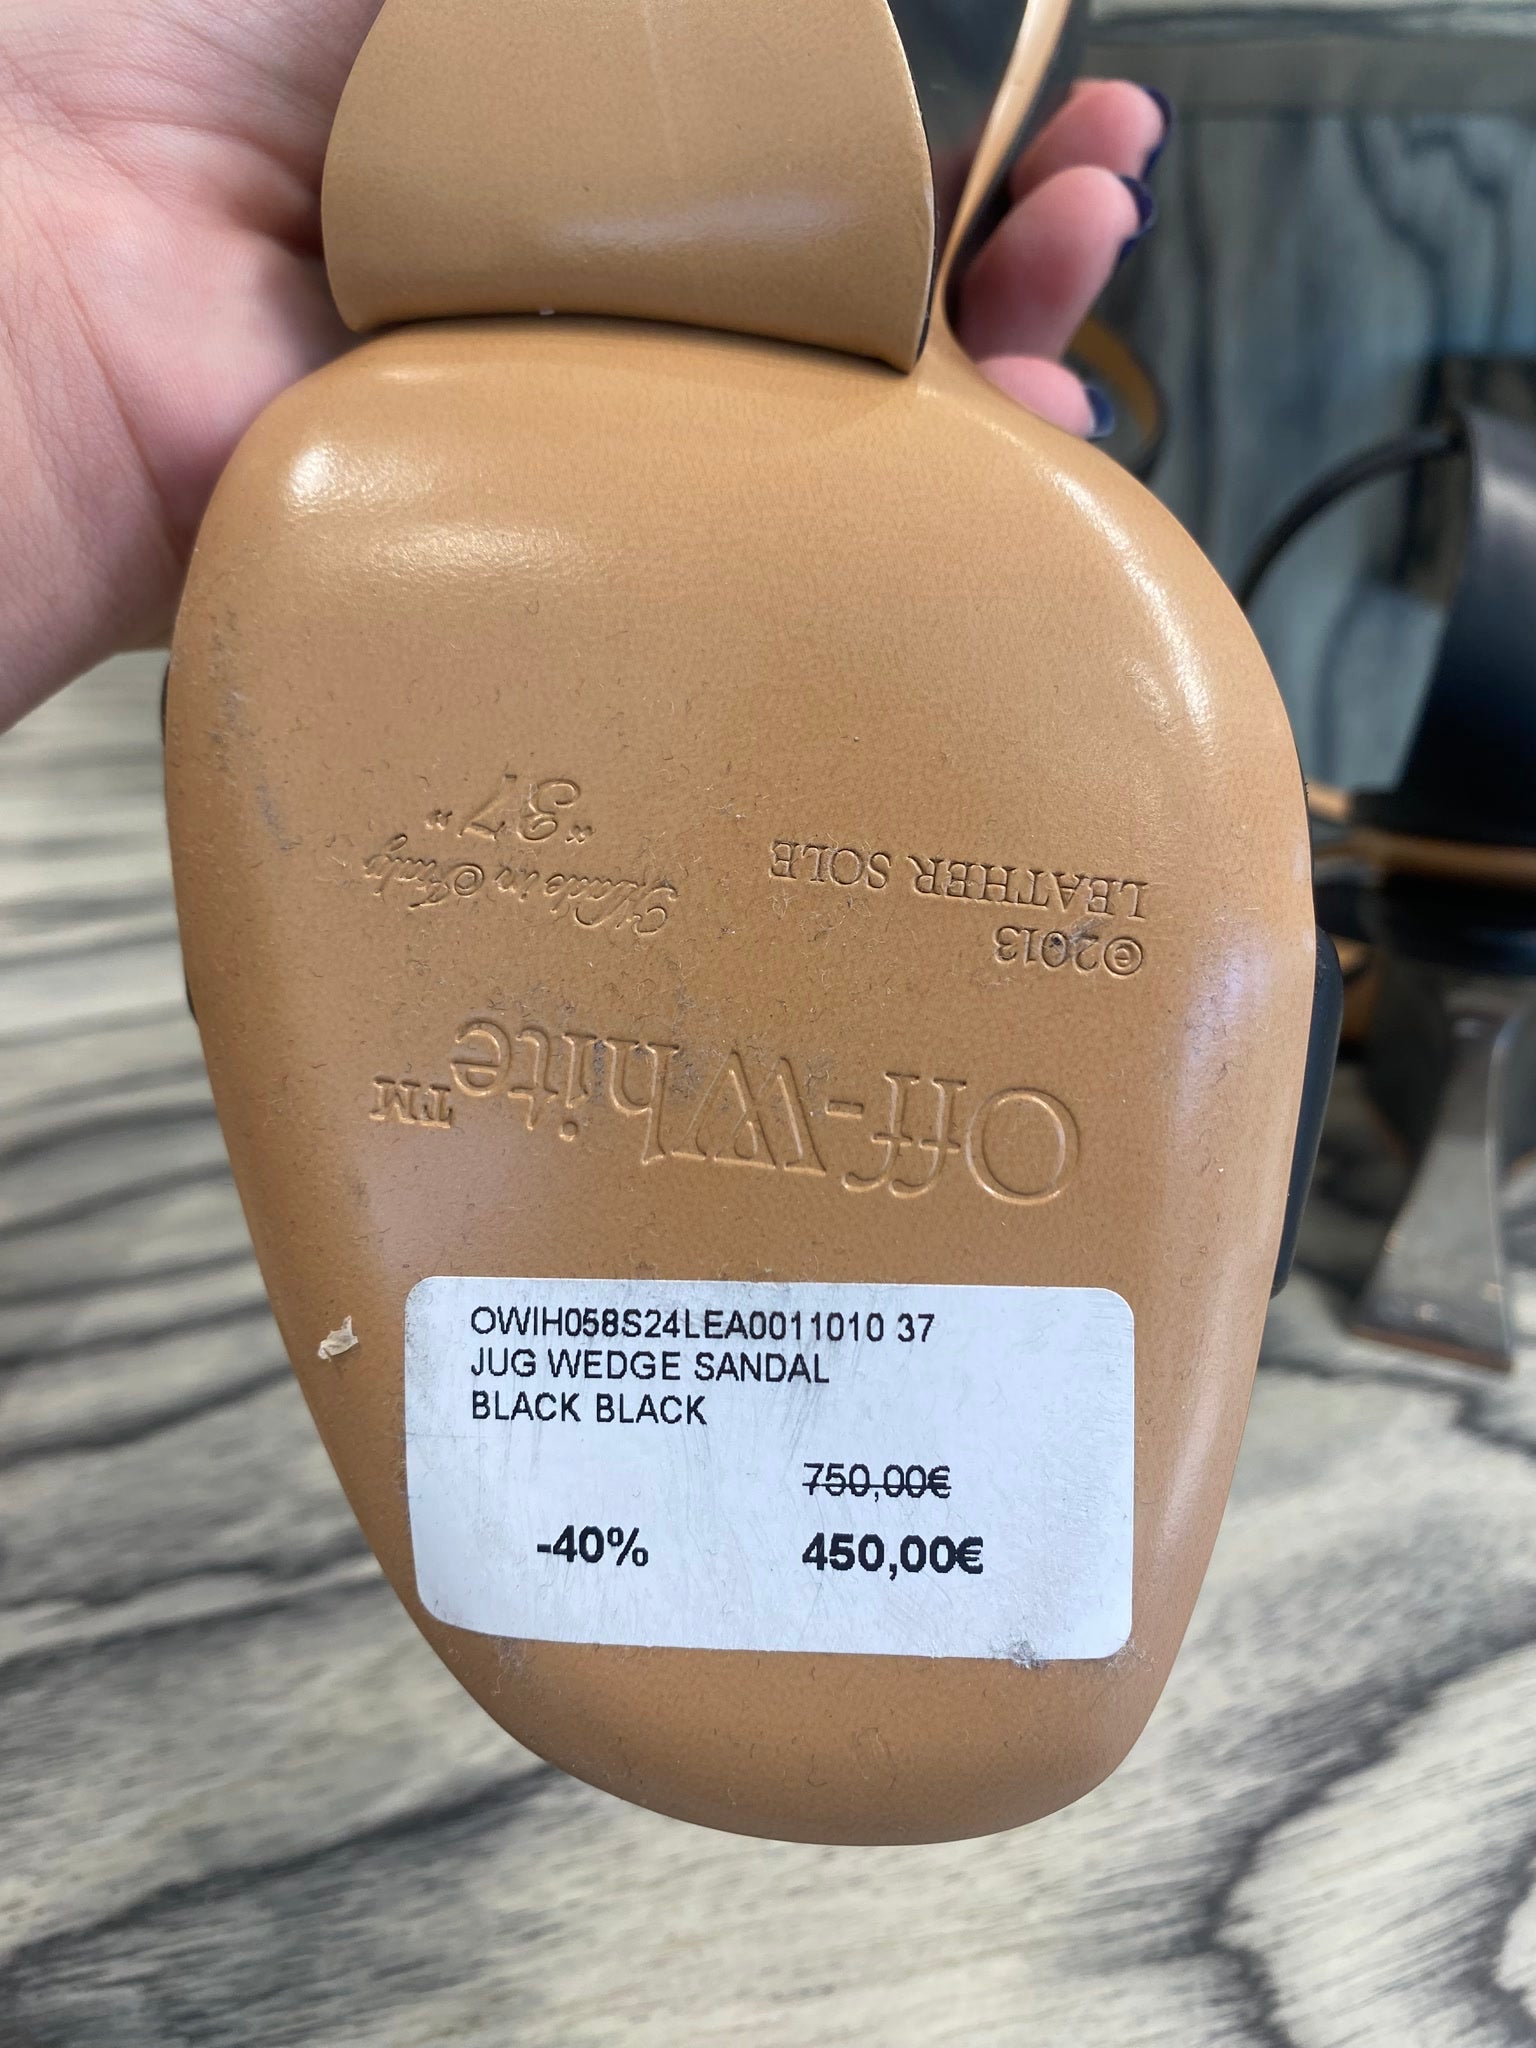 OWIH058S24LEA0011010 37
JUG WEDGE SANDAL
BLACK BLACK
750,00€
-40% 450,00€
Off-White™
©2013
LEATHER SOLE
Made in Italy
"37"